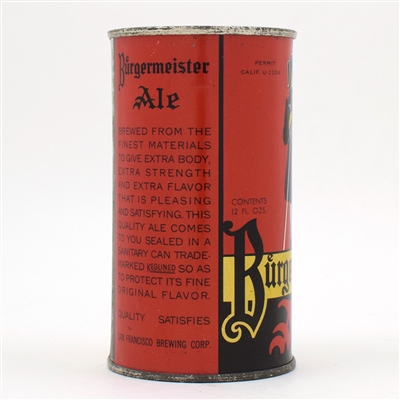 Bürgermeister
Ale
BREWED FROM THE
FINEST MATERIALS
TO GIVE EXTRA BODY,
EXTRA STRENGTH
AND EXTRA FLAVOR
THAT IS PLEASING
AND SATISFYING. THIS
QUALITY ALE COMES
TO YOU SEALED IN A
SANITARY CAN TRADE-
MARKED KEGLINED SO AS
TO PROTECT ITS FINE
ORIGINAL FLAVOR.
QUALITY SATISFIES
FRANCISCO BREWING CORP.
PERMIT
CALIF.
CONTENTS
12 FL. OZS.
Bürge